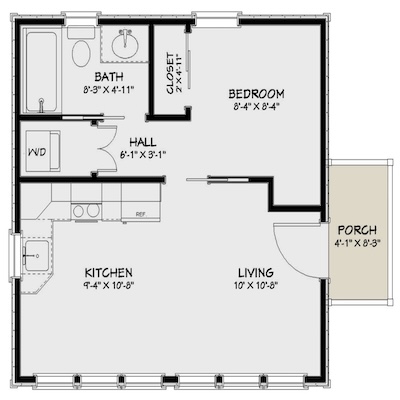 BATH
8'-3" X 4'-11"
CLOSET
2' X 4'-11"
BEDROOM
8'-4" X 8'-4"
HALL
6'-1" X 3'-1"
W/D
REF.
KITCHEN
9'-4" X 10'-8"
LIVING
10' X 10'-8"
PORCH
4'-1" X 8'-3"